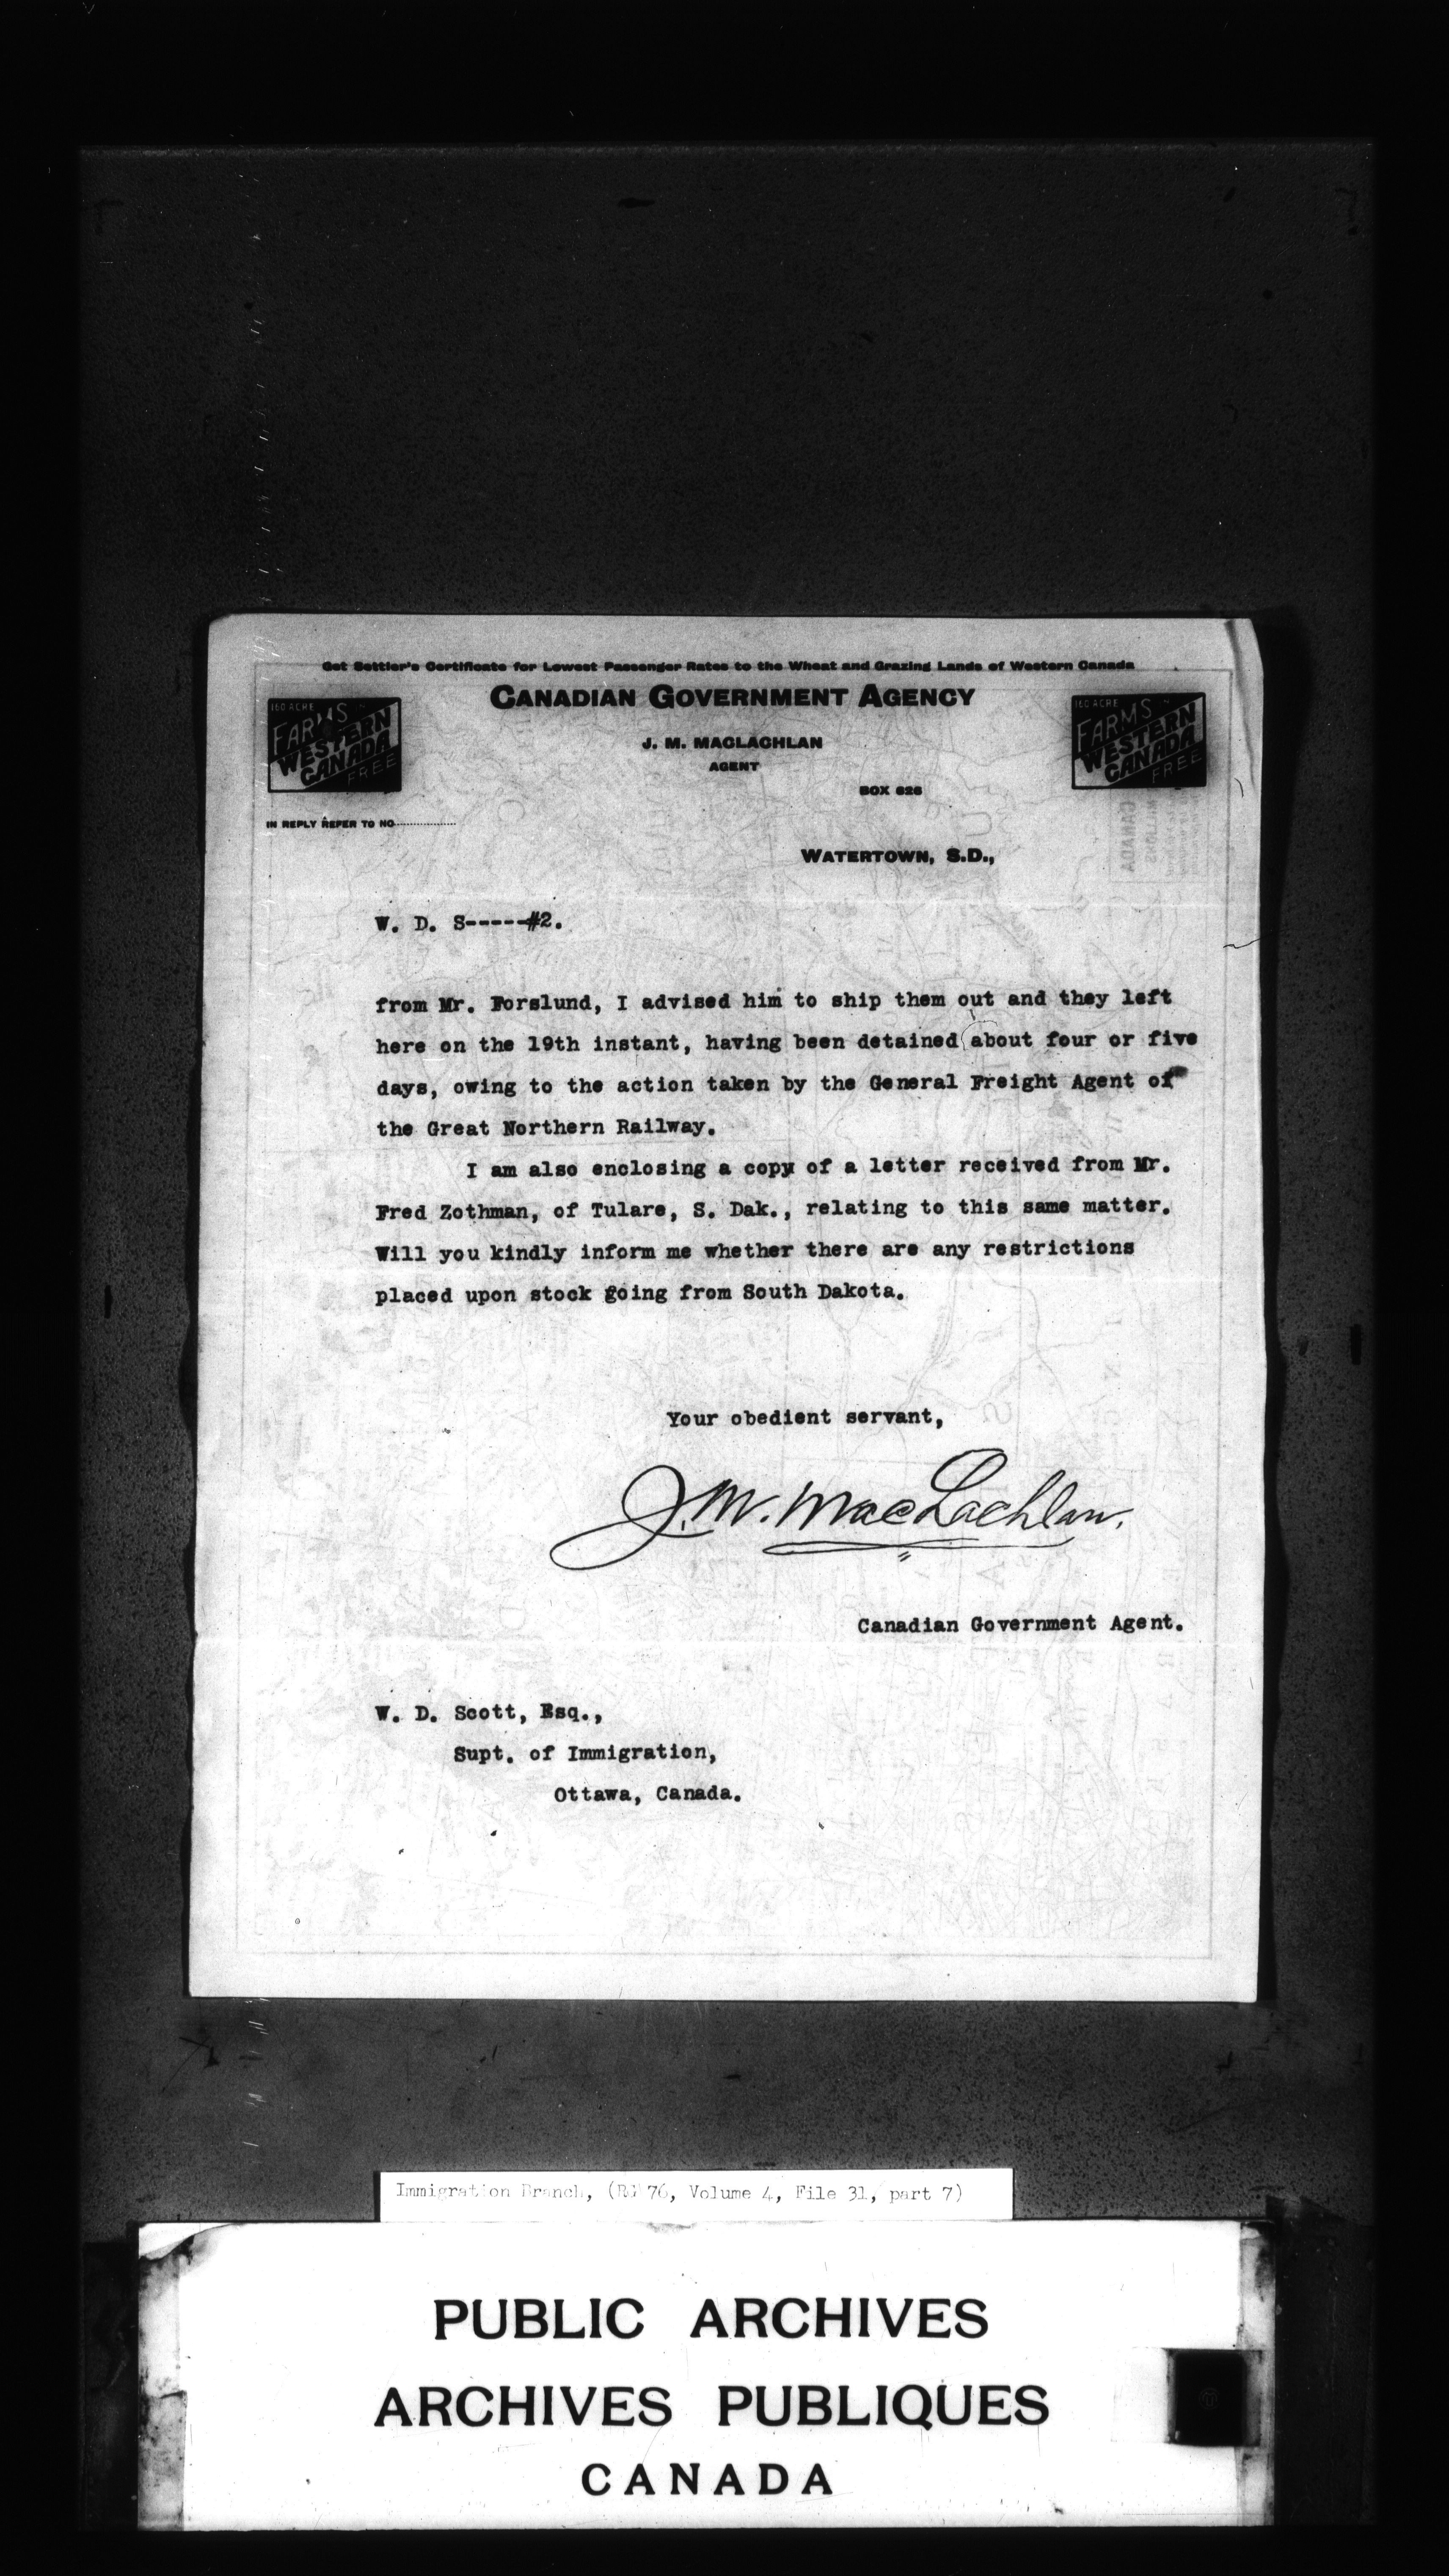 Get Settler's Certificate for Lowest Passenger Rates to the Wheat and Grazing Lands of Western Canada
CANADIAN GOVERNMENT AGENCY
160 ACRE
FARMS IN
WESTERN
CANADA
FREE
160 ACRE
FARMS IN
WESTERN
CANADA
FREE
J. M. MACLACHLAN
AGENT
BOX 626
IN REPLY REFER TO NO.
WATERTOWN, S.D.,
W. D. S-----#2.
from Mr. Forslund, I advised him to ship them out and they left
here on the 19th instant, having been detained about four or five
days, owing to the action taken by the General Freight Agent of
the Great Northern Railway.
I am also enclosing a copy of a letter received from Mr.
Fred Zothman, of Tulare, S. Dak., relating to this same matter.
Will you kindly inform me whether there are any restrictions
placed upon stock going from South Dakota.
Your obedient servant,
J. M. MacLachlan.
Canadian Government Agent.
W. D. Scott, Esq.,
Supt. of Immigration,
Ottawa, Canada.
Immigration Branch, (RG 76, Volume 4, File 31, part 7)
PUBLIC ARCHIVES
ARCHIVES PUBLIQUES
CANADA